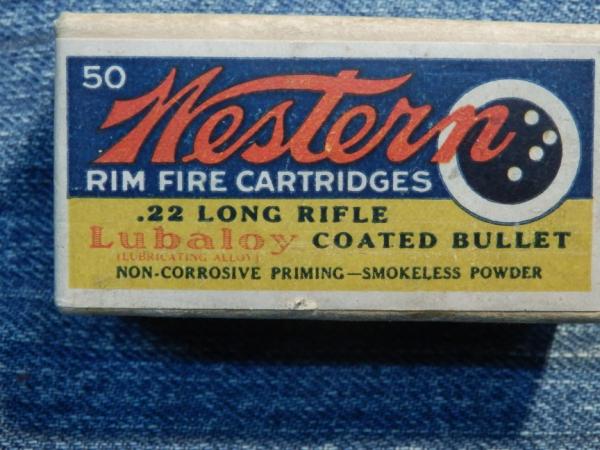 50 Western
RIM FIRE CARTRIDGES
.22 LONG RIFLE
Lubaloy COATED BULLET
(LUBRICATING ALLOY)
NON-CORROSIVE PRIMING—SMOKELESS POWDER